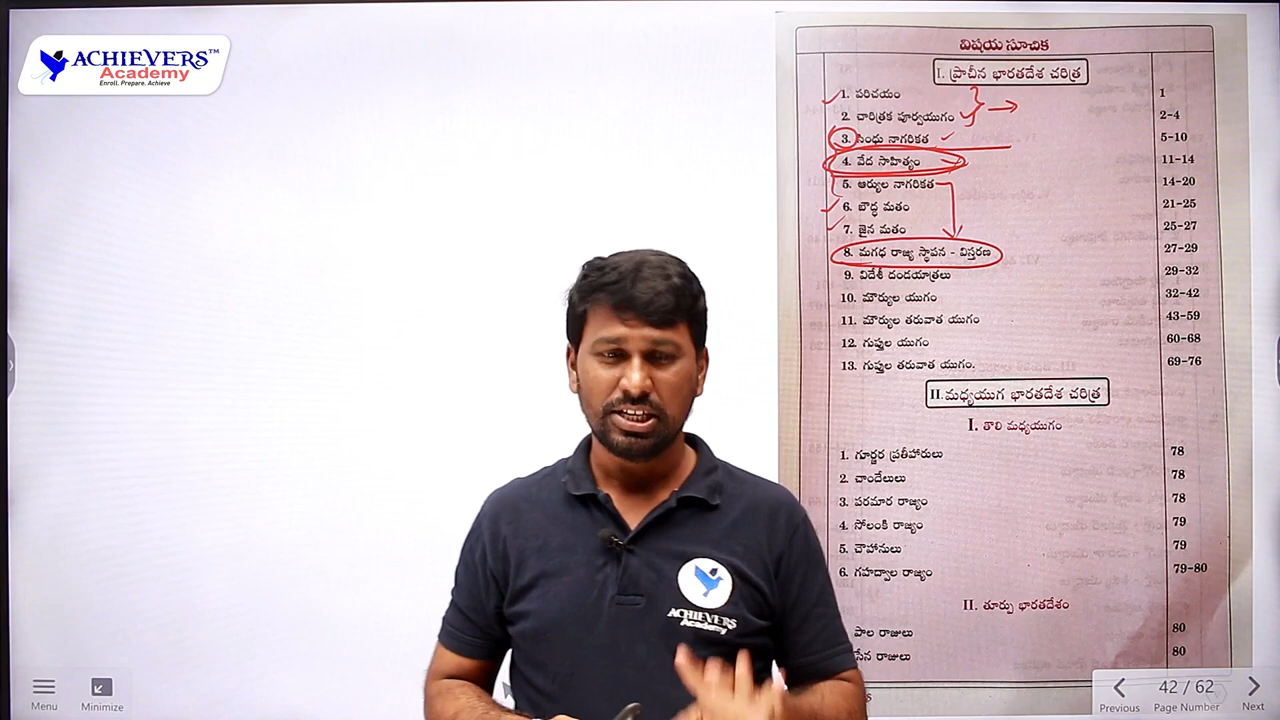 ACHIEVERS™
Academy
Enroll. Prepare. Achieve
విషయ సూచిక
I. ప్రాచీన భారతదేశ చరిత్ర
1. పరిచయం 1
2. చారిత్రక పూర్వయుగం 2-4
3. సింధు నాగరికత 5-10
4. వేద సాహిత్యం 11-14
5. ఆర్యుల నాగరికత 14-20
6. బౌద్ధ మతం 21-25
7. జైన మతం 25-27
8. మగధ రాజ్య స్థాపన - విస్తరణ 27-29
9. విదేశీ దండయాత్రలు 29-32
10. మౌర్యుల యుగం 32-42
11. మౌర్యుల తరువాత యుగం 43-59
12. గుప్తుల యుగం 60-68
13. గుప్తుల తరువాత యుగం. 69-76
II. మధ్యయుగ భారతదేశ చరిత్ర
I. తొలి మధ్యయుగం
1. గూర్జర ప్రతీహారులు 78
2. చాందేలులు 78
3. పరమార రాజ్యం 78
4. సోలంకి రాజ్యం 79
5. చౌహానులు 79
6. గహద్వాల రాజ్యం 79-80
II. తూర్పు భారతదేశం
పాల రాజులు 80
సేన రాజులు 80
ACHIEVERS
Academy
Menu
Minimize
42 / 62
Previous Page Number Next